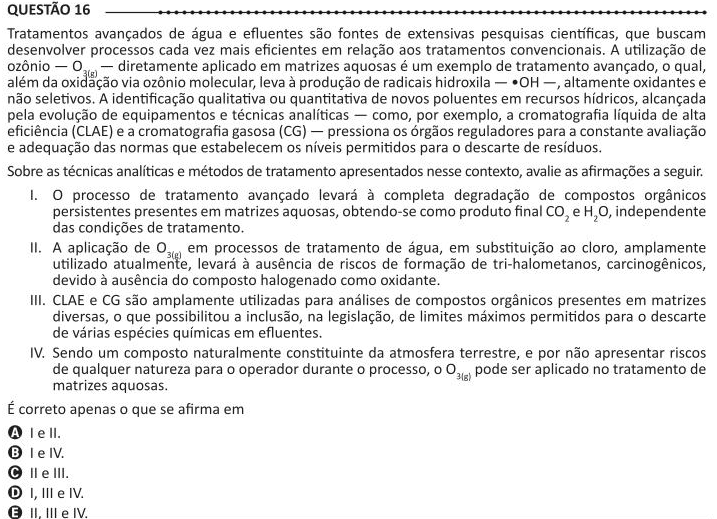 QUESTÃO 16
Tratamentos avançados de água e efluentes são fontes de extensivas pesquisas científicas, que buscam
desenvolver processos cada vez mais eficientes em relação aos tratamentos convencionais. A utilização de
ozônio — O3(g) — diretamente aplicado em matrizes aquosas é um exemplo de tratamento avançado, o qual,
além da oxidação via ozônio molecular, leva à produção de radicais hidroxila — •OH —, altamente oxidantes e
não seletivos. A identificação qualitativa ou quantitativa de novos poluentes em recursos hídricos, alcançada
pela evolução de equipamentos e técnicas analíticas — como, por exemplo, a cromatografia líquida de alta
eficiência (CLAE) e a cromatografia gasosa (CG) — pressiona os órgãos reguladores para a constante avaliação
e adequação das normas que estabelecem os níveis permitidos para o descarte de resíduos.
Sobre as técnicas analíticas e métodos de tratamento apresentados nesse contexto, avalie as afirmações a seguir.
I. O processo de tratamento avançado levará à completa degradação de compostos orgânicos
persistentes presentes em matrizes aquosas, obtendo-se como produto final CO2 e H2O, independente
das condições de tratamento.
II. A aplicação de O3(g) em processos de tratamento de água, em substituição ao cloro, amplamente
utilizado atualmente, levará à ausência de riscos de formação de tri-halometanos, carcinogênicos,
devido à ausência do composto halogenado como oxidante.
III. CLAE e CG são amplamente utilizadas para análises de compostos orgânicos presentes em matrizes
diversas, o que possibilitou a inclusão, na legislação, de limites máximos permitidos para o descarte
de várias espécies químicas em efluentes.
IV. Sendo um composto naturalmente constituinte da atmosfera terrestre, e por não apresentar riscos
de qualquer natureza para o operador durante o processo, o O3(g) pode ser aplicado no tratamento de
matrizes aquosas.
É correto apenas o que se afirma em
A I e II.
B I e IV.
C II e III.
D I, III e IV.
E II, III e IV.